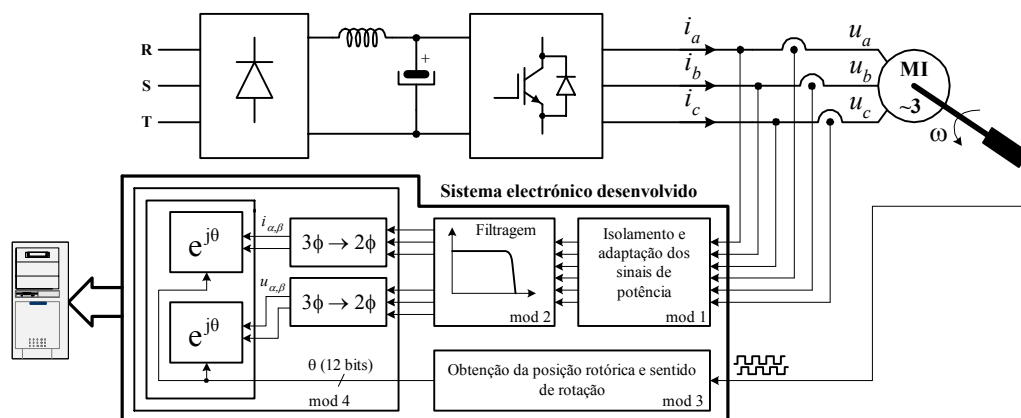 R
S
T
+
i_a
i_b
i_c
u_a
u_b
u_c
MI
~3
ω
Sistema electrónico desenvolvido
e^{jθ}
i_{α,β}
3ϕ → 2ϕ
Filtragem
mod 2
Isolamento e
adaptação dos
sinais de
potência
mod 1
u_{α,β}
e^{jθ}
3ϕ → 2ϕ
θ (12 bits)
mod 4
Obtenção da posição rotórica e sentido
de rotação
mod 3